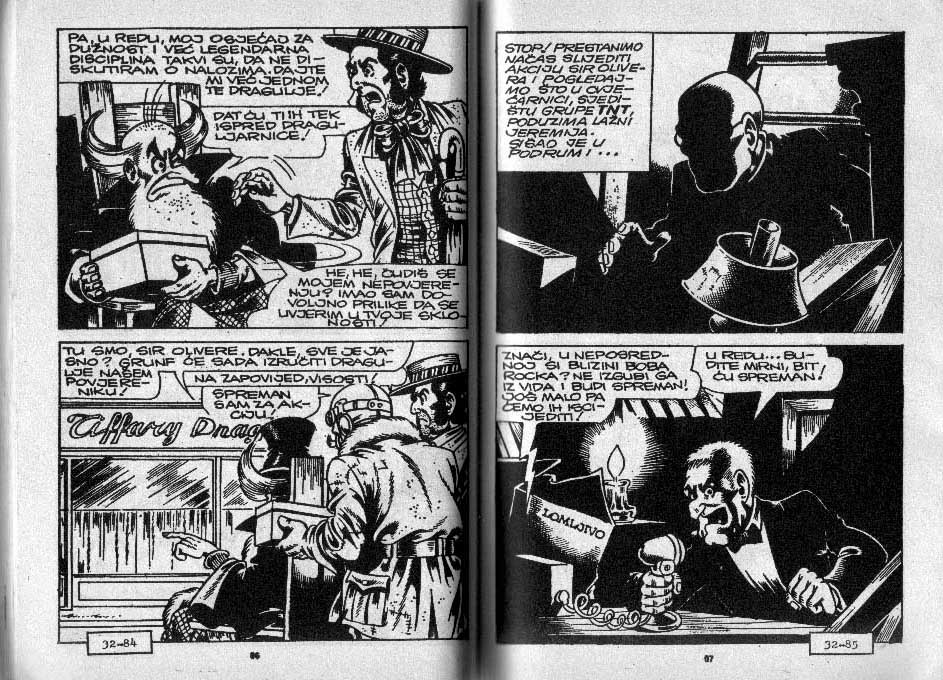 PA, U REDU, MOJ OSJEĆAJ ZA
DUŽNOST I VEĆ LEGENDARNA
DISCIPLINA TAKVI SU, DA NE DI-
SKUTIRAM O NALOZIMA. DAJTE
MI VEĆ JEDNOM
TE DRAGULJE!
DAT ĆU TI IH TEK
ISPRED DRAGU-
LJARNICE!
HE, HE, ČUDIŠ SE
MOJEM NEPOVJERE-
NJU? IMAO SAM DO-
VOLJNO PRILIKE DA SE
UVJERIM U TVOJE SKLO-
NOSTI!
TU SMO, SIR OLIVERE. DAKLE, SVE JE JA-
SNO? GRUNF ĆE SADA IZRUČITI DRAGU-
LJE NAŠEM
POVJERE-
NIKU!
NA ZAPOVIJED, VISOSTI!
SPREMAN
SAM ZA AK-
CIJU!
Tiffany Drag
32-84
86
STOP! PRESTANIMO
NAČAS SLIJEDITI
AKCIJU SIR OLIVE-
RA I POGLEDAJ-
MO ŠTO U CVJE-
ĆARNICI, SJEDI-
ŠTU GRUPE TNT,
PODUZIMA LAŽNI
JEREMIJA.
SIŠAO JE U
PODRUM! ...
ZNAČI, U NEPOSRED-
NOJ SI BLIZINI BOBA
ROCKA? NE IZGUBI GA
IZ VIDA I BUDI SPREMAN!
JOŠ MALO PA
ĆEMO IH ISCI-
JEDITI!
U REDU... BU-
DITE MIRNI, BIT
ĆU SPREMAN!
LOMLJIVO
32-85
87